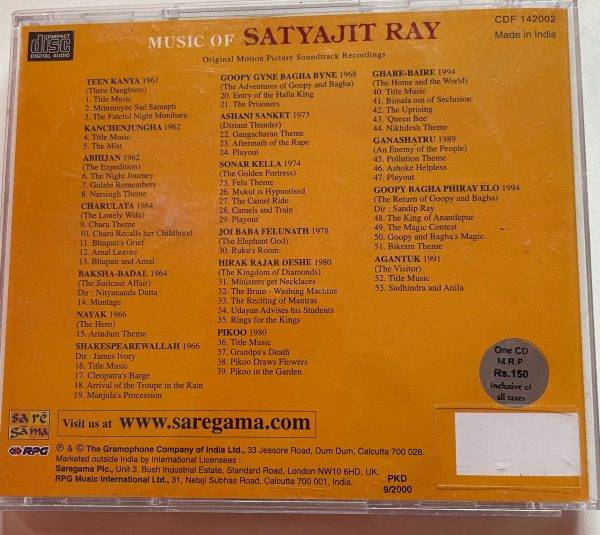 COMPACT
disc
DIGITAL AUDIO
MUSIC OF SATYAJIT RAY
Original Motion Picture Soundtrack Recordings
CDF 142002
Made in India
TEEN KANYA 1961
(Three Daughters)
1. Title Music
2. Mrinmoyee Sari Samapti
3. The Fateful Night Monihara
KANCHENJUNGHA 1962
4. Title Music
5. The Mist
ABHIJAN 1962
(The Expedition)
6. The Night Journey
7. Gulabi Remembers
8. Narsingh Theme
CHARULATA 1964
(The Lonely Wife)
9. Charu Theme
10. Charu Recalls her Childhood
11. Bhupati's Grief
12. Amal Leaves
13. Bhupati and Amal
BAKSHA-BADAL 1964
(The Suitcase Affair)
Dir : Nityananda Dutta
14. Montage
NAYAK 1966
(The Hero)
15. Arindam Theme
SHAKESPEAREWALLAH 1966
Dir : James Ivory
16. Title Music
17. Cleopatra's Barge
18. Arrival of the Troupe in the Rain
19. Manjula's Procession
GOOPY GYNE BAGHA BYNE 1968
(The Adventures of Goopy and Bagha)
20. Entry of the Halla King
21. The Prisoners
ASHANI SANKET 1973
(Distant Thunder)
22. Gangacharan Theme
23. Aftermath of the Rape
24. Playout
SONAR KELLA 1974
(The Golden Fortress)
25. Felu Theme
26. Mukul is Hypnotised
27. The Camel Ride
28. Camels and Train
29. Playout
JOI BABA FELUNATH 1978
(The Elephant God)
30. Ruku's Room
HIRAK RAJAR DESHE 1980
(The Kingdom of Diamonds)
31. Ministers get Necklaces
32. The Brain - Washing Machine
33. The Reciting of Mantras
34. Udayan Advises his Students
35. Rings for the Kings
PIKOO 1980
36. Title Music
37. Grandpa's Death
38. Pikoo Draws Flowers
39. Pikoo in the Garden
GHARE-BAIRE 1994
(The Home and the World)
40. Title Music
41. Bimala out of Seclusion
42. The Uprising
43. 'Queen Bee'
44. Nikhilesh Theme
GANASHATRU 1989
(An Enemy of the People)
45. Pollution Theme
46. Ashoke Helpless
47. Playout
GOOPY BAGHA PHIRAY ELO 1994
(The Return of Goopy and Bagha)
Dir : Sandip Ray
48. The King of Anandapur
49. The Magic Contest
50. Goopy and Bagha's Magic
51. Bikram Theme
AGANTUK 1991
(The Visitor)
52. Title Music
53. Sudhindra and Anila
One CD
M R P
Rs.150
Inclusive of
all taxes
sa re
ga ma
RPG
Visit us at www.saregama.com
℗ & © The Gramophone Company of India Ltd., 33 Jessore Road, Dum Dum, Calcutta 700 028.
Marketed outside India by International Licensees :
Saregama Plc., Unit 3, Bush Industrial Estate, Standard Road, London NW10 6HD, UK.
RPG Music International Ltd., 31, Netaji Subhas Road, Calcutta 700 001, India.
PKD
9/2000